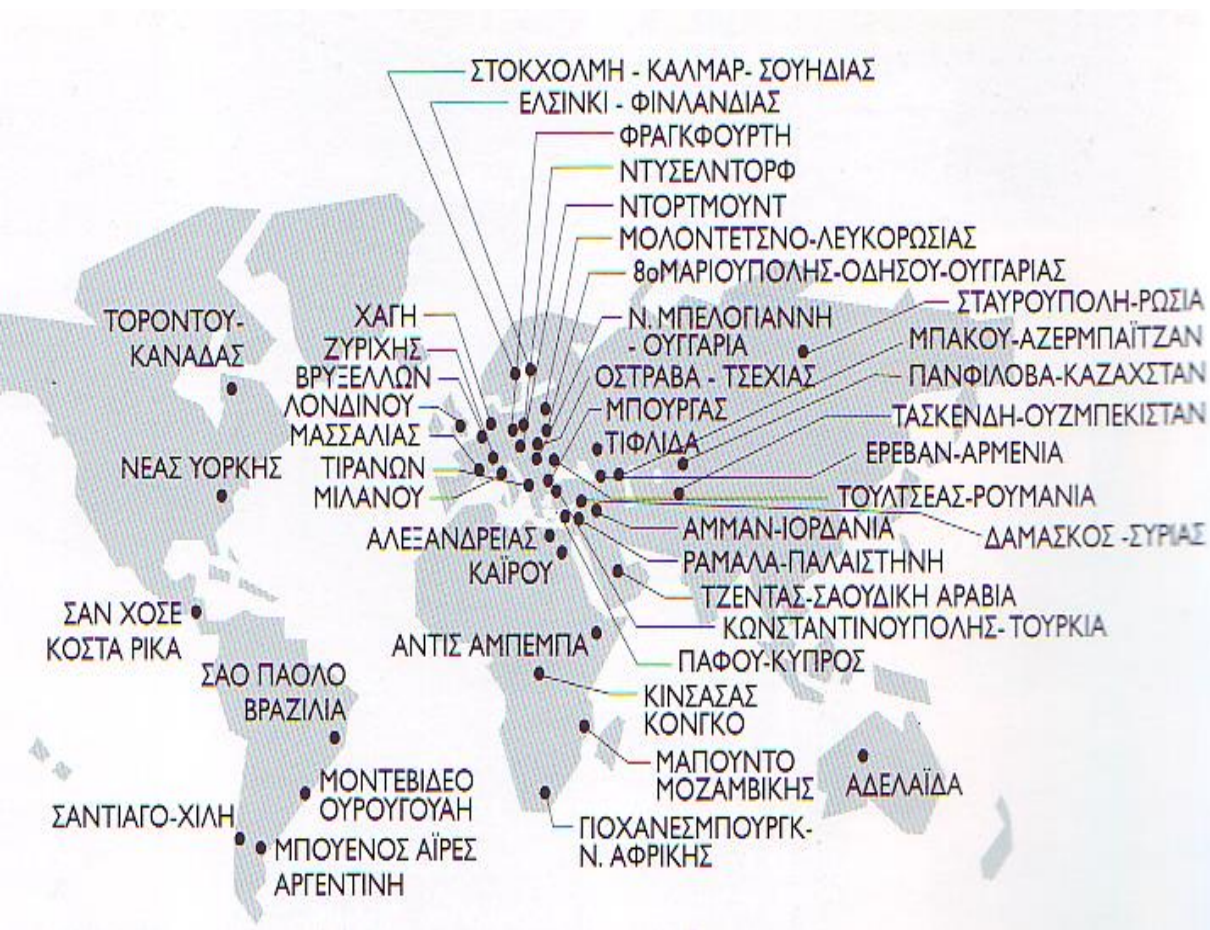 ΣΤΟΚΧΟΛΜΗ - ΚΑΛΜΑΡ- ΣΟΥΗΔΙΑΣ
ΕΛΣΙΝΚΙ - ΦΙΝΛΑΝΔΙΑΣ
ΦΡΑΓΚΦΟΥΡΤΗ
ΝΤΥΣΕΛΝΤΟΡΦ
ΝΤΟΡΤΜΟΥΝΤ
ΜΟΛΟΝΤΕΤΣΝΟ-ΛΕΥΚΟΡΩΣΙΑΣ
8οΜΑΡΙΟΥΠΟΛΗΣ-ΟΔΗΣΟΥ-ΟΥΓΓΑΡΙΑΣ
ΣΤΑΥΡΟΥΠΟΛΗ-ΡΩΣΙΑ
ΤΟΡΟΝΤΟΥ-
ΚΑΝΑΔΑΣ
ΧΑΓΗ
ΖΥΡΙΧΗΣ
ΒΡΥΞΕΛΛΩΝ
ΛΟΝΔΙΝΟΥ
ΜΑΣΣΑΛΙΑΣ
ΤΙΡΑΝΩΝ
ΜΙΛΑΝΟΥ
Ν. ΜΠΕΛΟΓΙΑΝΝΗ
- ΟΥΓΓΑΡΙΑ
ΟΣΤΡΑΒΑ - ΤΣΕΧΙΑΣ
ΜΠΟΥΡΓΑΣ
ΤΙΦΛΙΔΑ
ΜΠΑΚΟΥ-ΑΖΕΡΜΠΑΪΤΖΑΝ
ΠΑΝΦΙΛΟΒΑ-ΚΑΖΑΧΣΤΑΝ
ΤΑΣΚΕΝΔΗ-ΟΥΖΜΠΕΚΙΣΤΑΝ
ΕΡΕΒΑΝ-ΑΡΜΕΝΙΑ
ΤΟΥΛΤΣΕΑΣ-ΡΟΥΜΑΝΙΑ
ΔΑΜΑΣΚΟΣ -ΣΥΡΙΑΣ
ΝΕΑΣ ΥΟΡΚΗΣ
ΑΛΕΞΑΝΔΡΕΙΑΣ
ΚΑΪΡΟΥ
ΑΜΜΑΝ-ΙΟΡΔΑΝΙΑ
ΡΑΜΑΛΑ-ΠΑΛΑΙΣΤΗΝΗ
ΤΖΕΝΤΑΣ-ΣΑΟΥΔΙΚΗ ΑΡΑΒΙΑ
ΚΩΝΣΤΑΝΤΙΝΟΥΠΟΛΗΣ- ΤΟΥΡΚΙΑ
ΠΑΦΟΥ-ΚΥΠΡΟΣ
ΣΑΝ ΧΟΣΕ
ΚΟΣΤΑ ΡΙΚΑ
ΑΝΤΙΣ ΑΜΠΕΜΠΑ
ΣΑΟ ΠΑΟΛΟ
ΒΡΑΖΙΛΙΑ
ΚΙΝΣΑΣΑΣ
ΚΟΝΓΚΟ
ΜΑΠΟΥΝΤΟ
ΜΟΖΑΜΒΙΚΗΣ
ΑΔΕΛΑΪΔΑ
ΜΟΝΤΕΒΙΔΕΟ
ΟΥΡΟΥΓΟΥΑΗ
ΣΑΝΤΙΑΓΟ-ΧΙΛΗ
ΓΙΟΧΑΝΕΣΜΠΟΥΡΓΚ-
Ν. ΑΦΡΙΚΗΣ
ΜΠΟΥΕΝΟΣ ΑΪΡΕΣ
ΑΡΓΕΝΤΙΝΗ